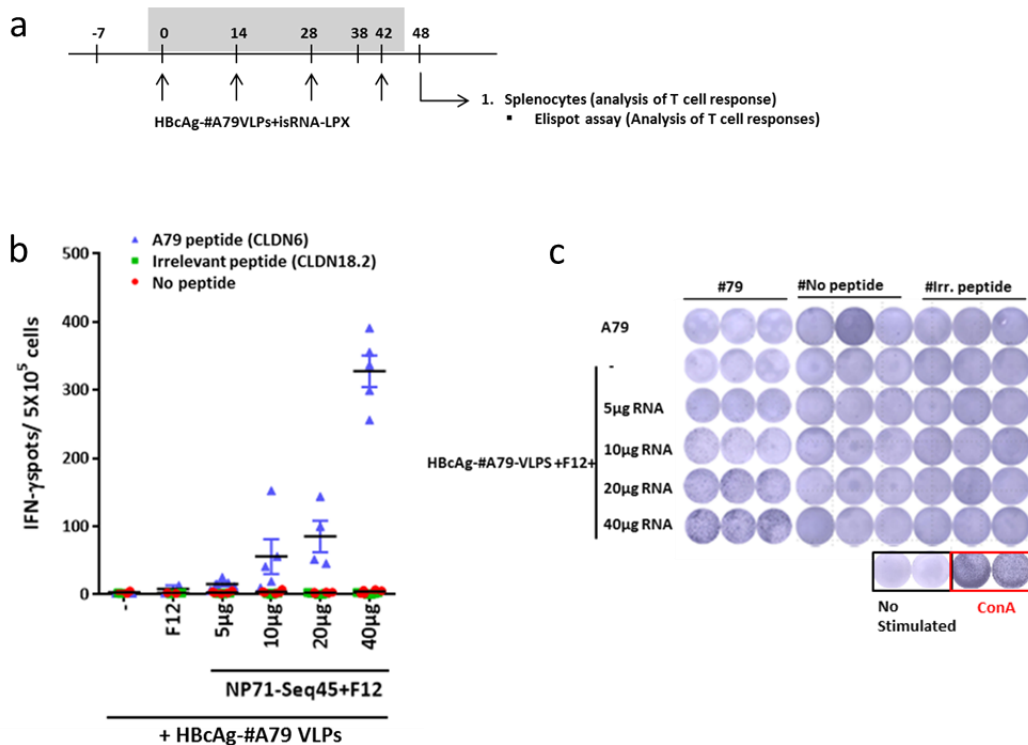 a
-7 0 14 28 38 42 48
HBcAg-#A79VLPs+isRNA-LPX
1. Splenocytes (analysis of T cell response)
▪ Elispot assay (Analysis of T cell responses)
b
A79 peptide (CLDN6)
Irrelevant peptide (CLDN18.2)
No peptide
IFN-γspots/ 5X10⁵ cells
500
400
300
200
100
0
- F12 5µg 10µg 20µg 40µg
NP71-Seq45+F12
+ HBcAg-#A79 VLPs
c
#79 #No peptide #Irr. peptide
A79
-
5µg RNA
10µg RNA
HBcAg-#A79-VLPS +F12+
20µg RNA
40µg RNA
No
Stimulated
ConA